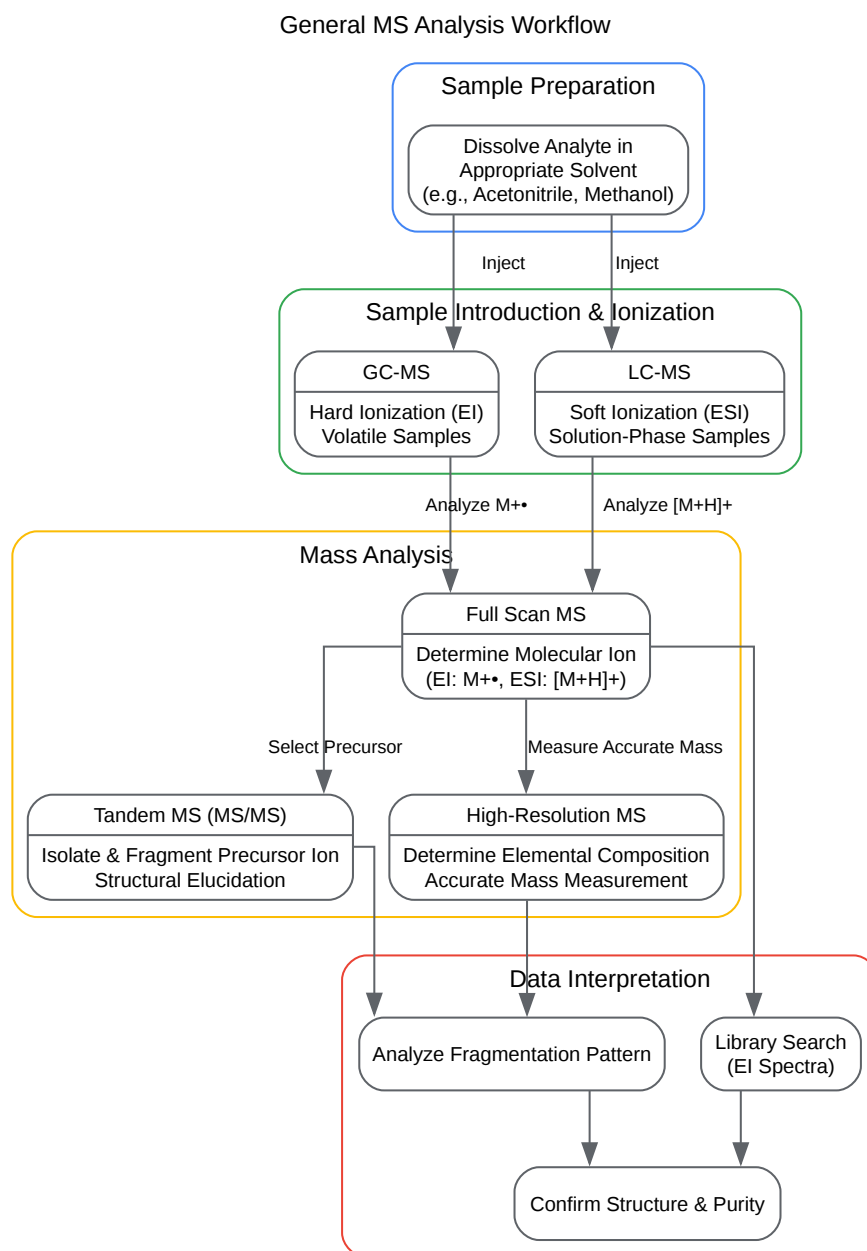 General MS Analysis Workflow
Sample Preparation
Dissolve Analyte in
Appropriate Solvent
(e.g., Acetonitrile, Methanol)
Inject
Inject
Sample Introduction & Ionization
GC-MS
Hard Ionization (EI)
Volatile Samples
LC-MS
Soft Ionization (ESI)
Solution-Phase Samples
Analyze M+•
Analyze [M+H]+
Mass Analysis
Full Scan MS
Determine Molecular Ion
(EI: M+•, ESI: [M+H]+)
Select Precursor
Measure Accurate Mass
Tandem MS (MS/MS)
Isolate & Fragment Precursor Ion
Structural Elucidation
High-Resolution MS
Determine Elemental Composition
Accurate Mass Measurement
Data Interpretation
Analyze Fragmentation Pattern
Library Search
(EI Spectra)
Confirm Structure & Purity